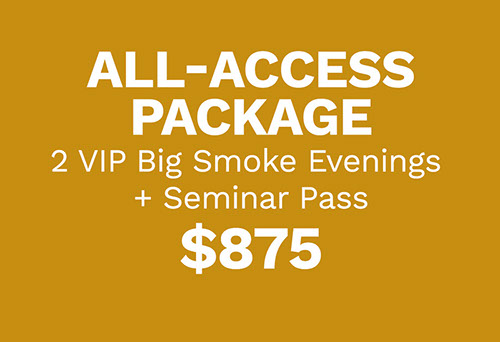 ALL-ACCESS
PACKAGE
2 VIP Big Smoke Evenings
+ Seminar Pass
$875